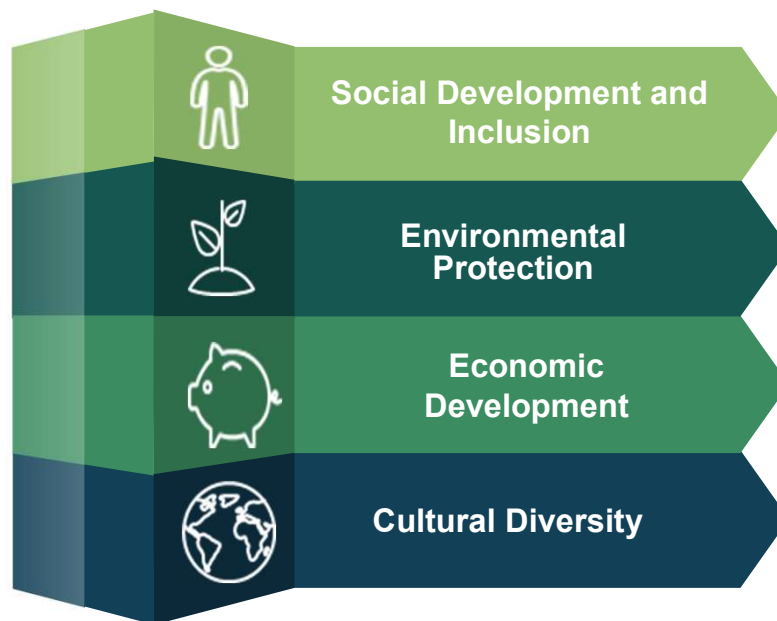 Social Development and
Inclusion
Environmental
Protection
Economic
Development
Cultural Diversity